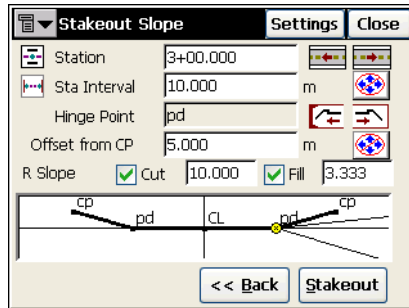 Stakeout Slope Settings Close
Station 3+00.000
Sta Interval 10.000 m
Hinge Point pd
Offset from CP 5.000 m
R Slope Cut 10.000 Fill 3.333
cp pd CL pd cp
<< Back Stakeout